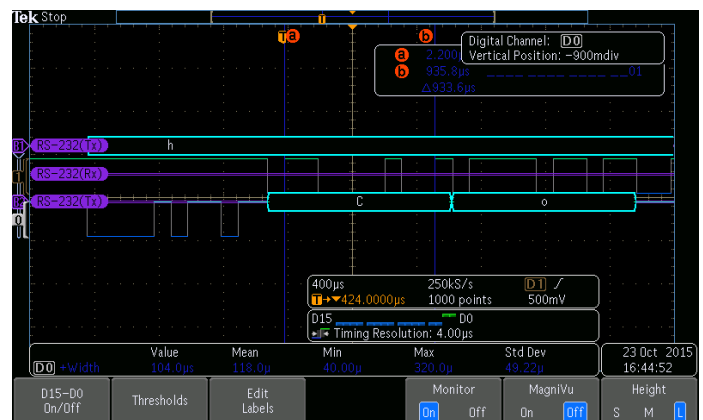 Tek Stop
T
T a b
Digital Channel: D0
Vertical Position: -900mdiv
a 2.200
b 935.8µs __ ____ ____ ____01
Δ933.6µs
B1 RS-232(Tx) h
1 RS-232(Rx)
B2 RS-232(Tx) C o
0
400µs 250kS/s D1
T→▼424.0000µs 1000 points 500mV
D15 D0
Timing Resolution: 4.00µs
Value Mean Min Max Std Dev
D0 +Width 104.0µs 118.0µ 40.00µ 320.0µ 49.22µ
23 Oct 2015
16:44:52
D15-D0
On/Off
Thresholds
Edit
Labels
Monitor
On Off
MagniVu
On Off
Height
S M L